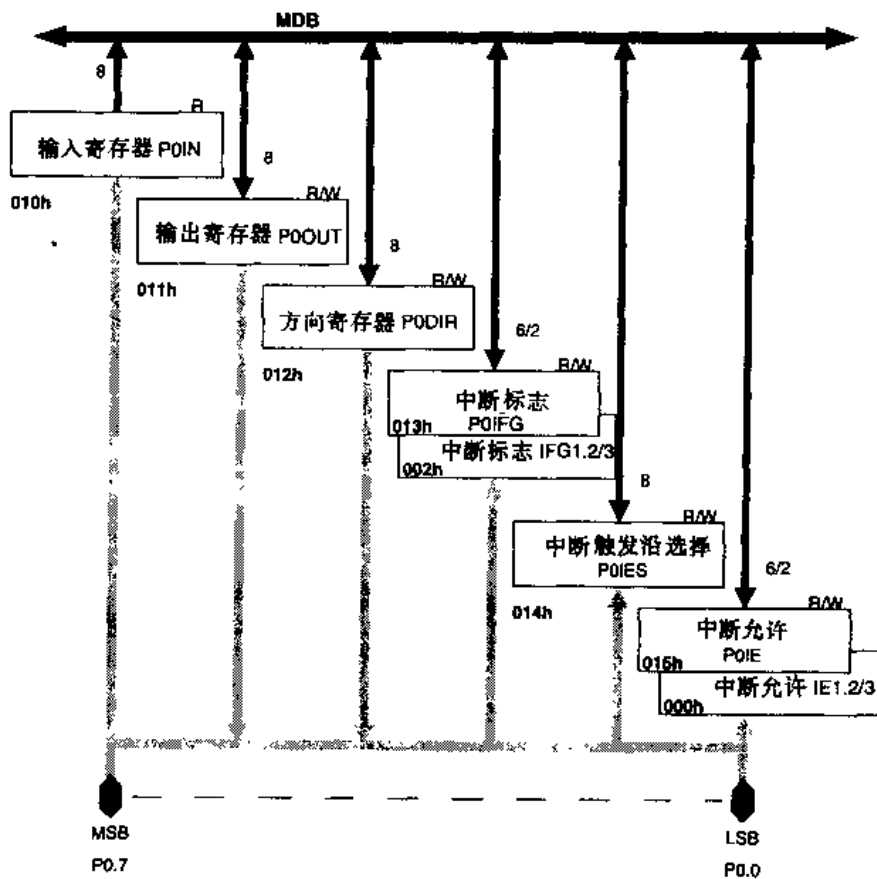 MDB
8
R
输入寄存器 P0IN
010h
8
R/W
输出寄存器 P0OUT
011h
8
R/W
方向寄存器 P0DIR
012h
6/2
R/W
中断标志
P0IFG
013h
中断标志 IFG1.2/3
002h
8
R/W
中断触发沿选择
P0IES
014h
6/2
R/W
中断允许
P0IE
015h
中断允许 IE1.2/3
000h
MSB
P0.7
LSB
P0.0